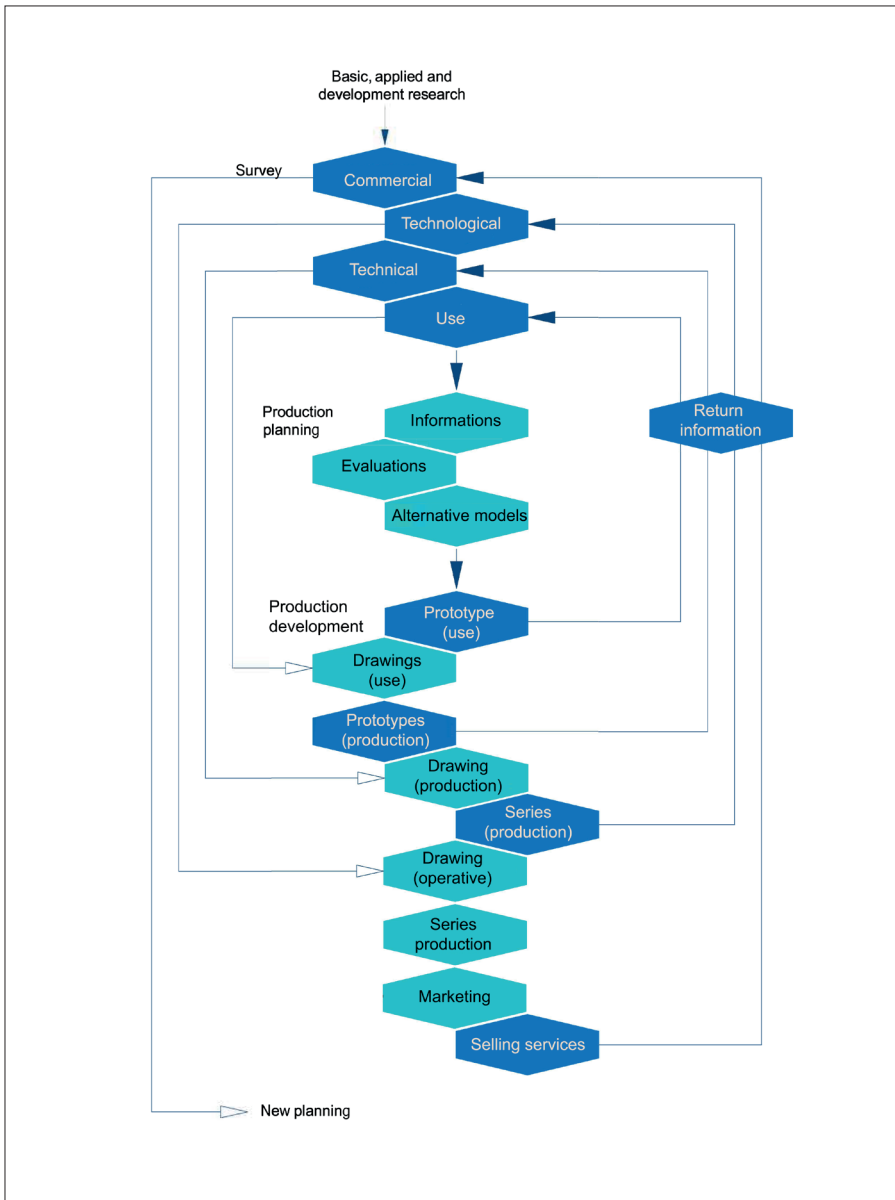 Basic, applied and
development research
Survey
Commercial
Technological
Technical
Use
Production
planning
Informations
Return
information
Evaluations
Alternative models
Production
development
Prototype
(use)
Drawings
(use)
Prototypes
(production)
Drawing
(production)
Series
(production)
Drawing
(operative)
Series
production
Marketing
Selling services
New planning